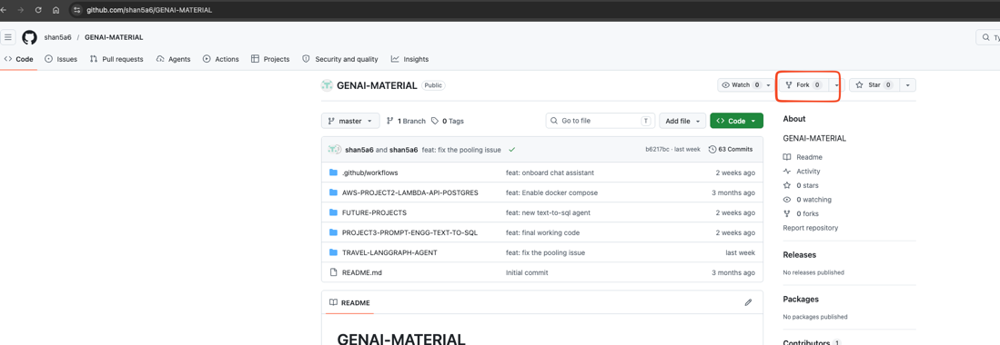 github.com/shan5a6/GENAI-MATERIAL
shan5a6 / GENAI-MATERIAL
Code Issues Pull requests Agents Actions Projects Security and quality Insights
GENAI-MATERIAL Public Watch 0 Fork 0 Star 0
master 1 Branch 0 Tags Go to file T Add file Code
shan5a6 and shan5a6 feat: fix the pooling issue b6217bc · last week 63 Commits
.github/workflows feat: onboard chat assistant 2 weeks ago
AWS-PROJECT2-LAMBDA-API-POSTGRES feat: Enable docker compose 3 months ago
FUTURE-PROJECTS feat: new text-to-sql agent 2 weeks ago
PROJECT3-PROMPT-ENGG-TEXT-TO-SQL feat: final working code 2 weeks ago
TRAVEL-LANGGRAPH-AGENT feat: fix the pooling issue last week
README.md Initial commit 3 months ago
README
GENAI-MATERIAL
About
GENAI-MATERIAL
Readme
Activity
0 stars
0 watching
0 forks
Report repository
Releases
No releases published
Packages
No packages published
Contributors 1